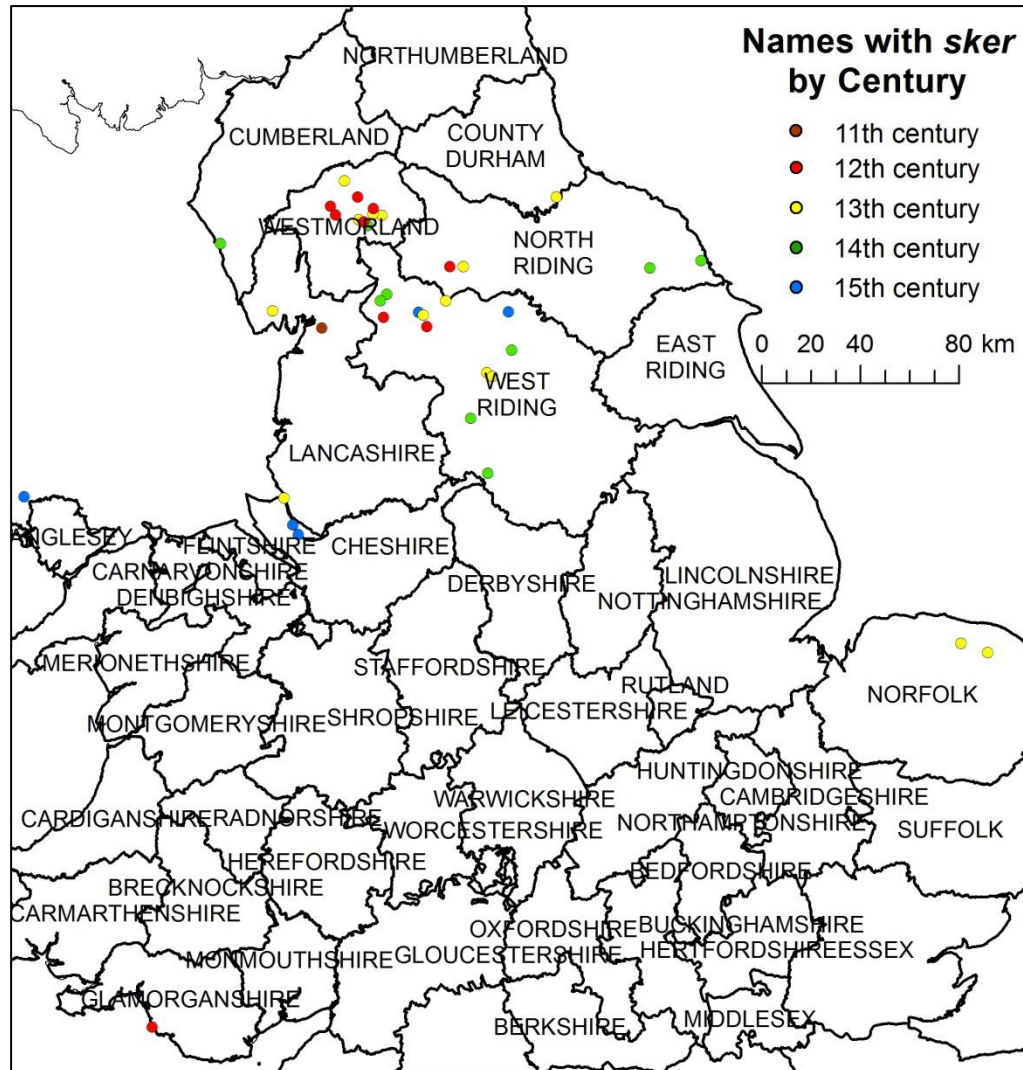 Names with sker
by Century
11th century
12th century
13th century
14th century
15th century
0 20 40 80 km
NORTHUMBERLAND
CUMBERLAND
COUNTY
DURHAM
WESTMORLAND
NORTH
RIDING
EAST
RIDING
WEST
RIDING
LANCASHIRE
ANGLESEY
FLINTSHIRE
CHESHIRE
CARNARVONSHIRE
DENBIGHSHIRE
DERBYSHIRE
LINCOLNSHIRE
NOTTINGHAMSHIRE
MERIONETHSHIRE
STAFFORDSHIRE
RUTLAND
NORFOLK
MONTGOMERYSHIRE
SHROPSHIRE
LEICESTERSHIRE
HUNTINGDONSHIRE
WARWICKSHIRE
CAMBRIDGESHIRE
CARDIGANSHIRE
RADNORSHIRE
WORCESTERSHIRE
NORTHAMPTONSHIRE
SUFFOLK
HEREFORDSHIRE
BEDFORDSHIRE
BRECKNOCKSHIRE
CARMARTHENSHIRE
OXFORDSHIRE
BUCKINGHAMSHIRE
MONMOUTHSHIRE
GLOUCESTERSHIRE
HERTFORDSHIRE
ESSEX
GLAMORGANSHIRE
BERKSHIRE
MIDDLESEX